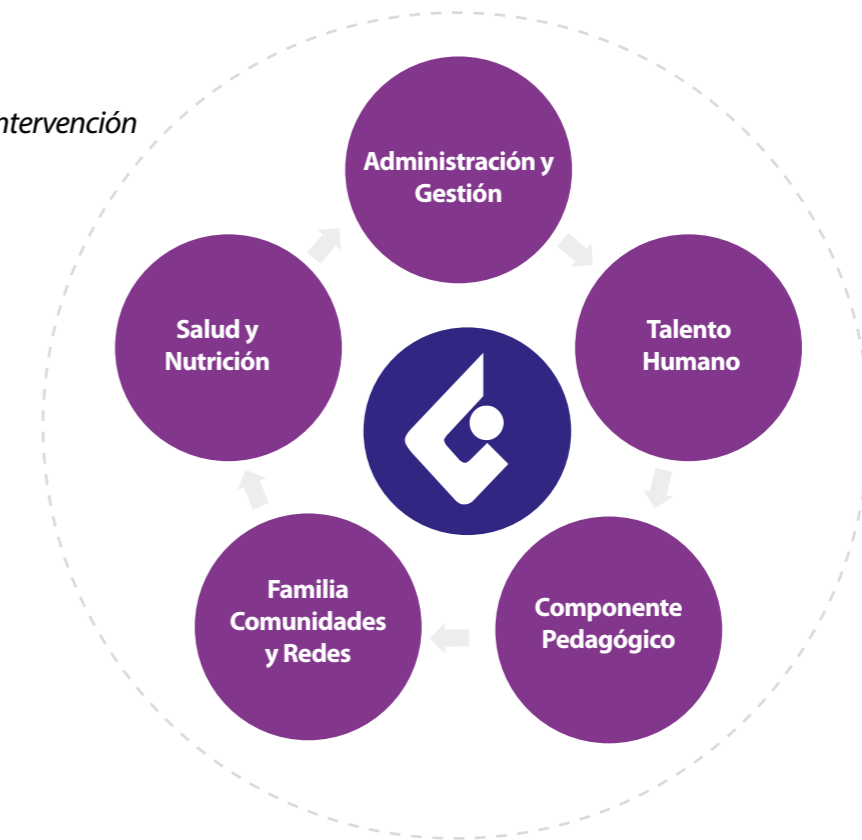 ntervención
Administración y
Gestión
Salud y
Nutrición
Talento
Humano
Familia
Comunidades
y Redes
Componente
Pedagógico